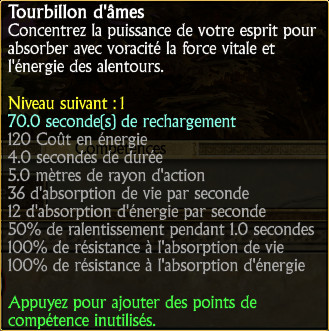 Tourbillon d'âmes
Concentrez la puissance de votre esprit pour
absorber avec voracité la force vitale et
l'énergie des alentours.
Niveau suivant : 1
70.0 seconde(s) de rechargement
120 Coût en énergie
Compétences
4.0 secondes de durée
5.0 mètres de rayon d'action
36 d'absorption de vie par seconde
12 d'absorption d'énergie par seconde
50% de ralentissement pendant 1.0 secondes
100% de résistance à l'absorption de vie
100% de résistance à l'absorption d'énergie
Appuyez pour ajouter des points de
compétence inutilisés.